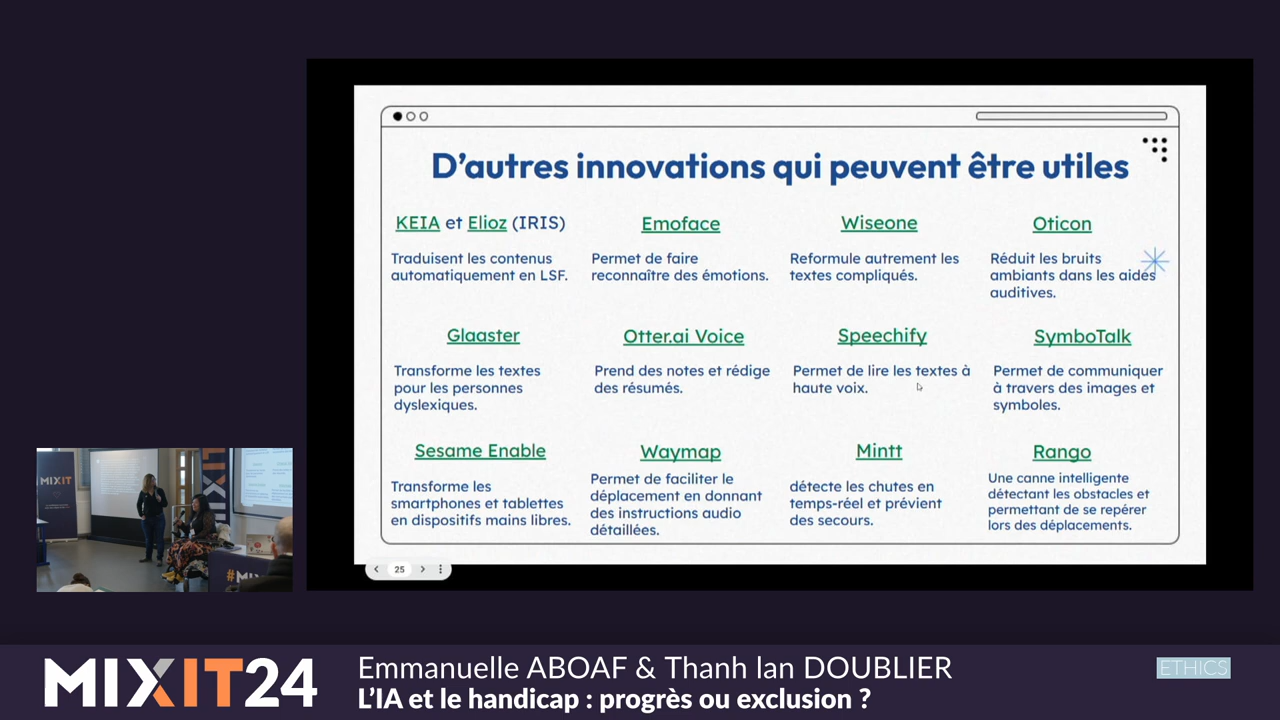 D'autres innovations qui peuvent être utiles
KEIA et Elioz (IRIS)
Traduisent les contenus
automatiquement en LSF.
Emoface
Permet de faire
reconnaître des émotions.
Wiseone
Reformule autrement les
textes compliqués.
Oticon
Réduit les bruits
ambiants dans les aides
auditives.
Glaaster
Transforme les textes
pour les personnes
dyslexiques.
Otter.ai Voice
Prend des notes et rédige
des résumés.
Speechify
Permet de lire les textes à
haute voix.
SymboTalk
Permet de communiquer
à travers des images et
symboles.
Sesame Enable
Transforme les
smartphones et tablettes
en dispositifs mains libres.
Waymap
Permet de faciliter le
déplacement en donnant
des instructions audio
détaillées.
Mintt
détecte les chutes en
temps-réel et prévient
des secours.
Rango
Une canne intelligente
détectant les obstacles et
permettant de se repérer
lors des déplacements.
25
MIXIT
MIXIT
#MI
MIXIT24
Emmanuelle ABOAF & Thanh lan DOUBLIER
L'IA et le handicap : progrès ou exclusion ?
ETHICS